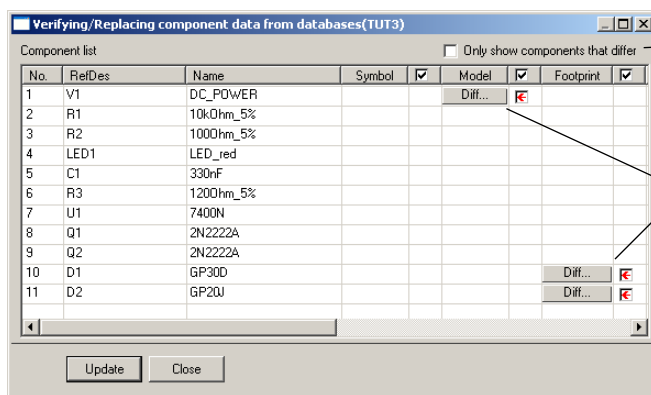 Verifying/Replacing component data from databases(TUT3)
Component list Only show components that differ
No. RefDes Name Symbol Model Footprint
1 V1 DC_POWER Diff...
2 R1 10kOhm_5%
3 R2 100Ohm_5%
4 LED1 LED_red
5 C1 330nF
6 R3 120Ohm_5%
7 U1 7400N
8 Q1 2N2222A
9 Q2 2N2222A
10 D1 GP30D Diff...
11 D2 GP20J Diff...
Update Close